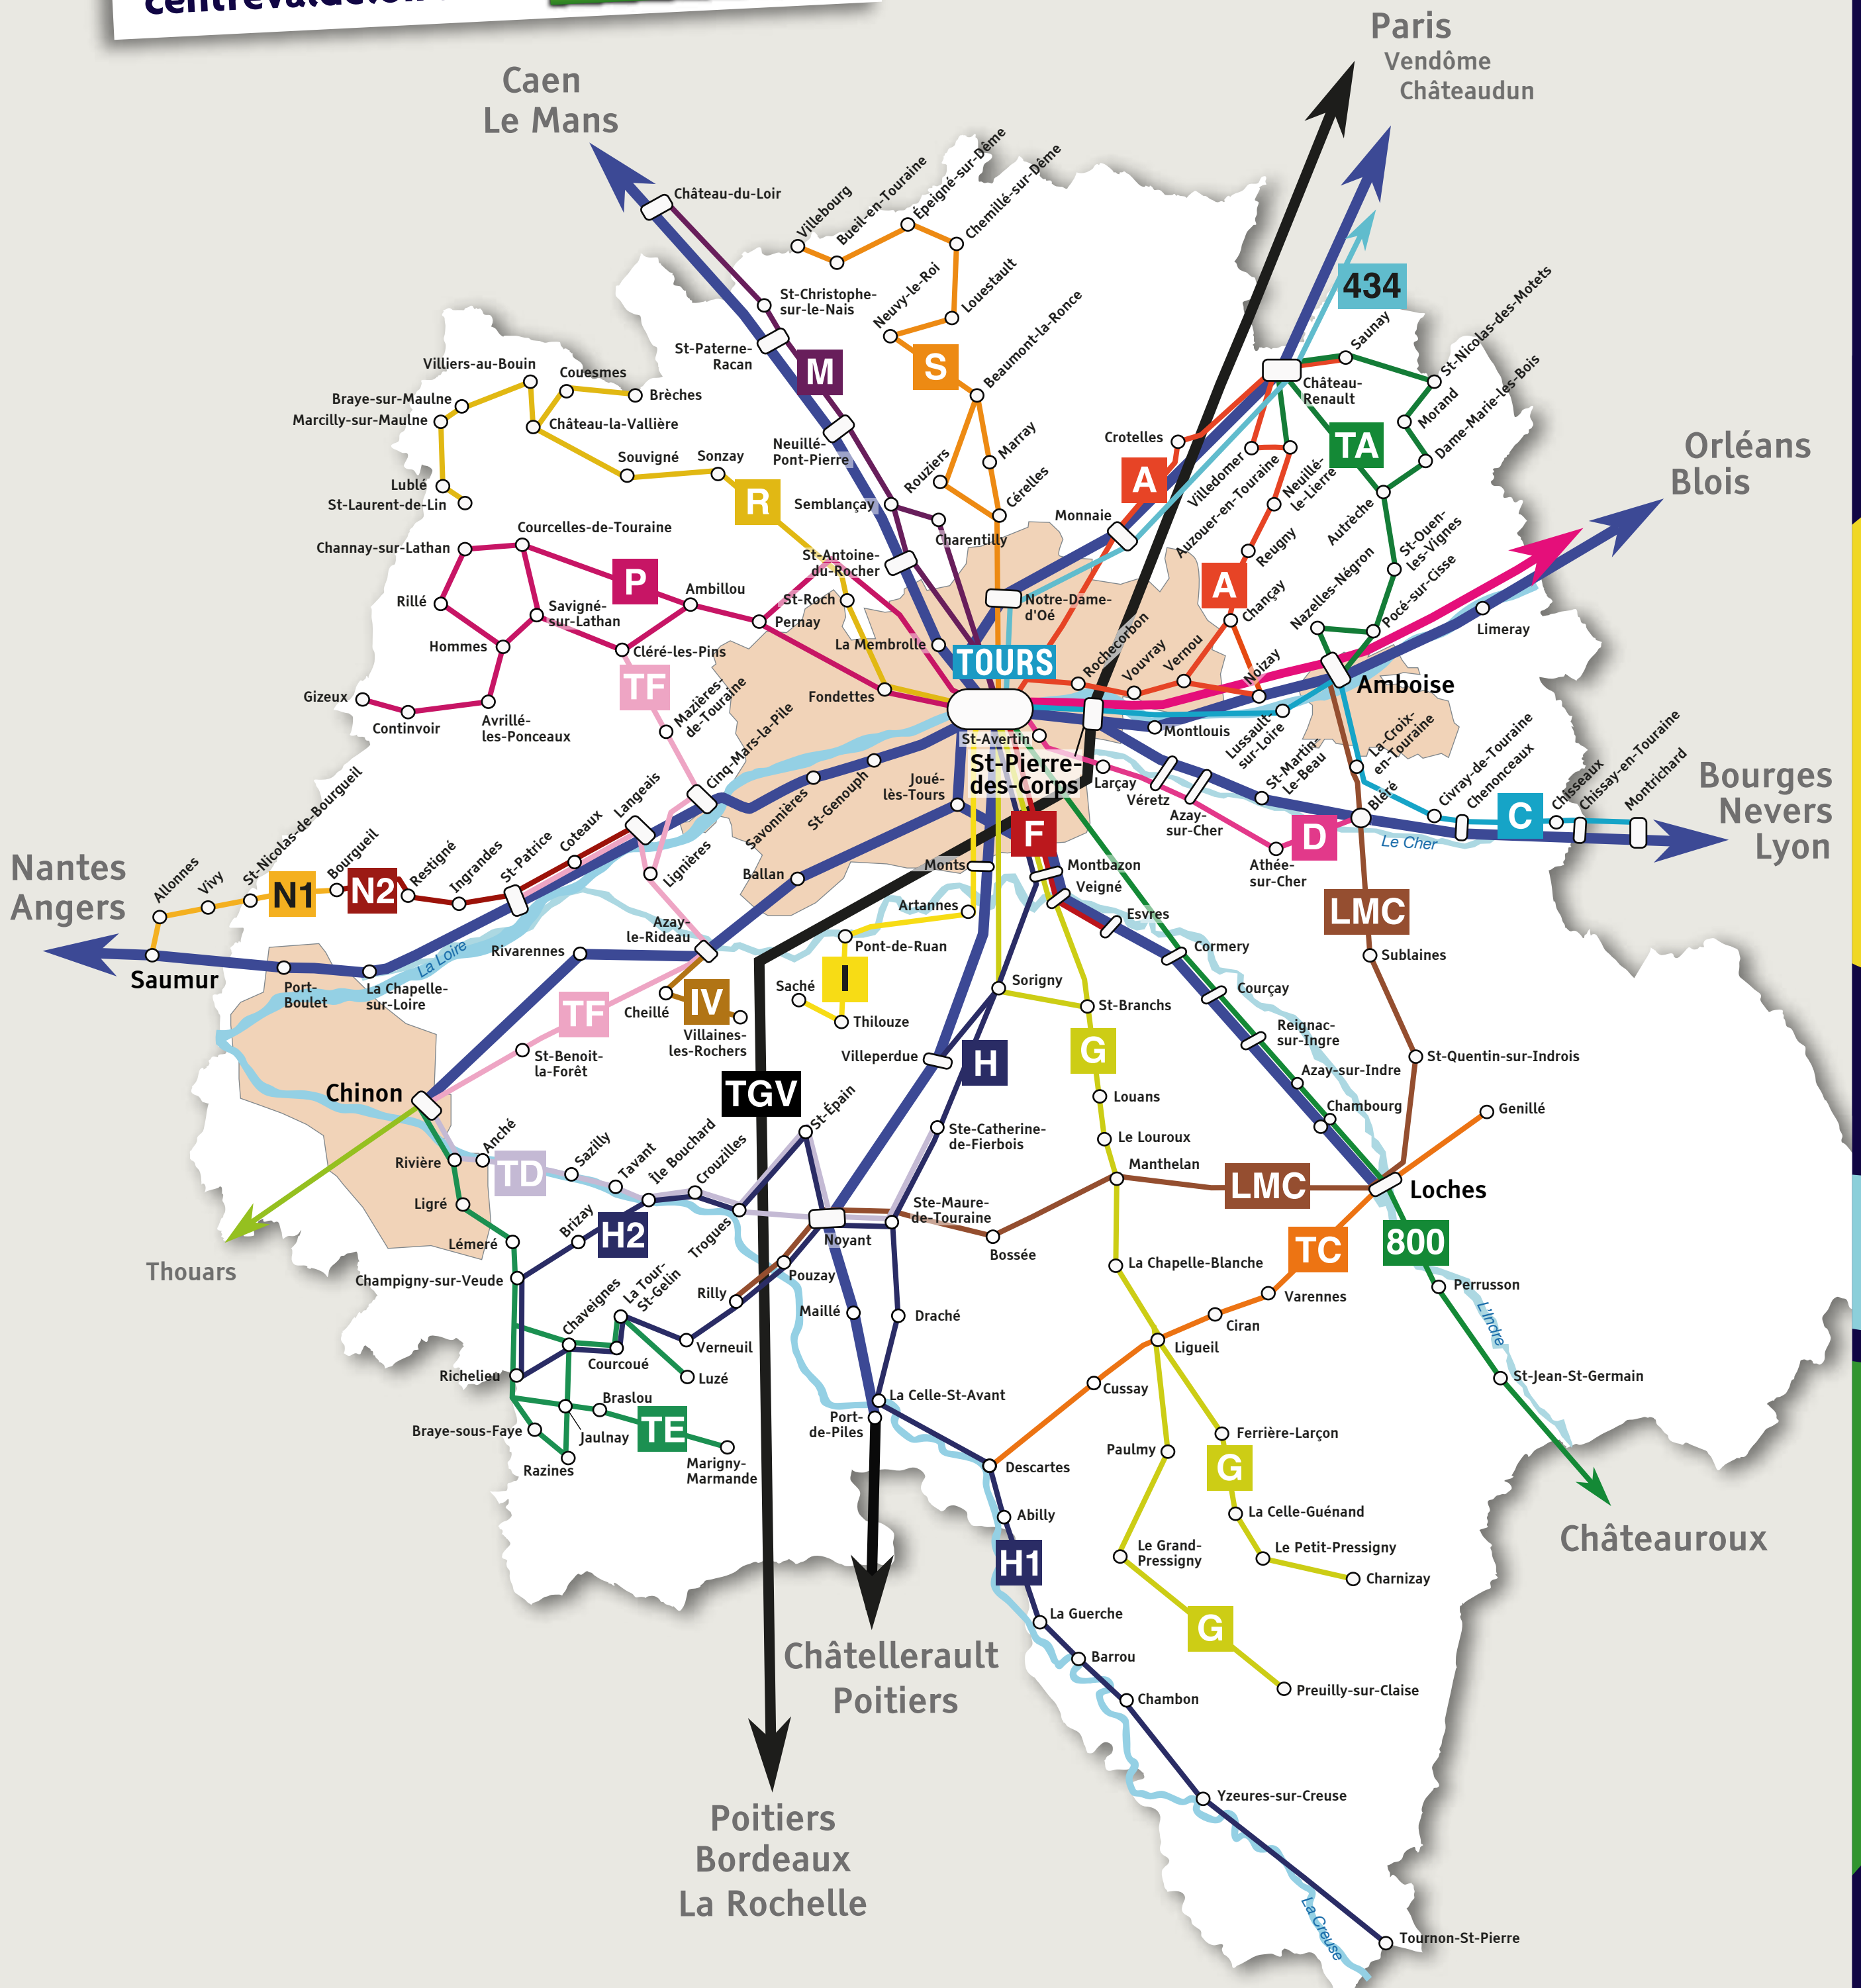 Paris
Vendôme
Châteaudun
Caen
Le Mans
Château-du-Loir
Villebourg
Bueil-en-Touraine
Épeigné-sur-Dême
Chemillé-sur-Dême
St-Christophe-
sur-le-Nais
Neuvy-le-Roi
Louestault
434
Saunay
St-Nicolas-des-Motets
St-Paterne-
Racan
M
S
Beaumont-la-Ronce
Château-
Renault
Morand
Dame-Marie-les-Bois
Villiers-au-Bouin
Couesmes
Brèches
Braye-sur-Maulne
Marcilly-sur-Maulne
Château-la-Vallière
Neuillé-
Pont-Pierre
Marray
Crotelles
TA
Orléans
Blois
Souvigné
Sonzay
Rouziers
A
Villedomer
Neuillé-
le-Lierre
Lublé
St-Laurent-de-Lin
R
Semblançay
Cérelles
Monnaie
Auzouer-en-Touraine
Autrèche
Courcelles-de-Touraine
Channay-sur-Lathan
Charentilly
St-Antoine-
du-Rocher
Reugny
St-Ouen-
les-Vignes
P
Ambillou
St-Roch
Notre-Dame-
d'Oé
A
Chançay
Nazelles-Négron
Pocé-sur-Cisse
Rillé
Savigné-
sur-Lathan
Pernay
Limeray
Hommes
Cléré-les-Pins
La Membrolle
TOURS
Rochecorbon
Vouvray
Vernou
Noizay
Amboise
TF
Gizeux
Continvoir
Avrillé-
les-Ponceaux
Mazières-
de-Touraine
Fondettes
Cinq-Mars-la-Pile
St-Avertin
St-Pierre-
des-Corps
Montlouis
Lussault-
sur-Loire
La-Croix-
en-Touraine
Langeais
Savonnières
St-Genouph
Joué-
lès-Tours
Larçay
Véretz
Azay-
sur-Cher
St-Martin-
Le-Beau
Bléré
Civray-de-Touraine
Chenonceaux
C
Chisseaux
Chissay-en-Touraine
Montrichard
Bourges
Nevers
Lyon
Le Cher
F
D
Athée-
sur-Cher
Nantes
Angers
Allonnes
Vivy
St-Nicolas-de-Bourgueil
N1
Bourgueil
N2
Restigné
Ingrandes
St-Patrice
Coteaux
Lignières
Ballan
Monts
Montbazon
Veigné
Artannes
Esvres
LMC
Saumur
Port-
Boulet
La Chapelle-
sur-Loire
La Loire
Rivarennes
Azay-
le-Rideau
Pont-de-Ruan
Cormery
Sublaines
Cheillé
IV
Villaines-
les-Rochers
Saché
I
Thilouze
Sorigny
St-Branchs
Courçay
TF
St-Benoit-
la-Forêt
Villeperdue
H
G
Reignac-
sur-Ingre
St-Quentin-sur-Indrois
Azay-sur-Indre
Chinon
TGV
Louans
Chambourg
Genillé
St-Épain
Ste-Catherine-
de-Fierbois
Le Louroux
Rivière
Anché
TD
Sazilly
Tavant
Île Bouchard
Crouzilles
Manthelan
LMC
Loches
Ligré
Ste-Maure-
de-Touraine
Lémeré
Brizay
H2
Trogues
Noyant
Bossée
TC
800
Thouars
Champigny-sur-Veude
Pouzay
La Chapelle-Blanche
Perrusson
Chaveignes
La Tour-
St-Gelin
Rilly
Maillé
Draché
Varennes
Ciran
L'Indre
Courcoué
Verneuil
Ligueil
Richelieu
Luzé
Cussay
St-Jean-St-Germain
Braslou
La Celle-St-Avant
Port-
de-Piles
Braye-sous-Faye
Jaulnay
TE
Ferrière-Larçon
Paulmy
Razines
Marigny-
Marmande
Descartes
G
Abilly
La Celle-Guénand
Châteauroux
H1
Le Grand-
Pressigny
Le Petit-Pressigny
Charnizay
La Guerche
G
Châtellerault
Poitiers
Barrou
Preuilly-sur-Claise
Chambon
Poitiers
Bordeaux
La Rochelle
Yzeures-sur-Creuse
La Creuse
Tournon-St-Pierre